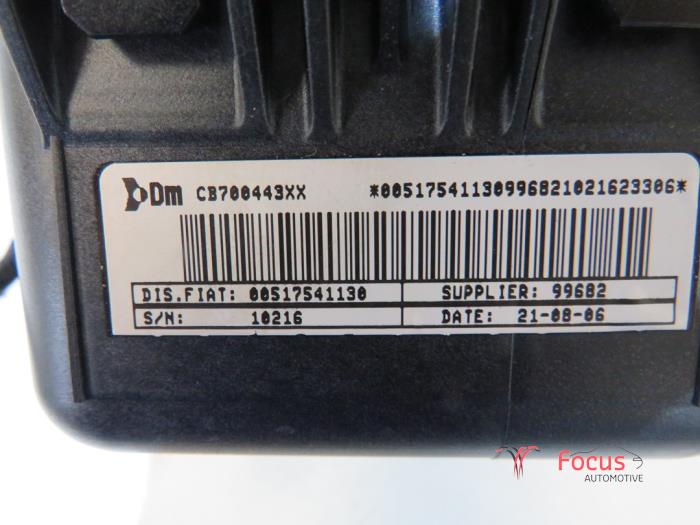 Dm CB700443XX *00517541130996821021623306*
DIS.FIAT: 00517541130 SUPPLIER: 99682
S/N: 10216 DATE: 21-08-06
Focus
AUTOMOTIVE